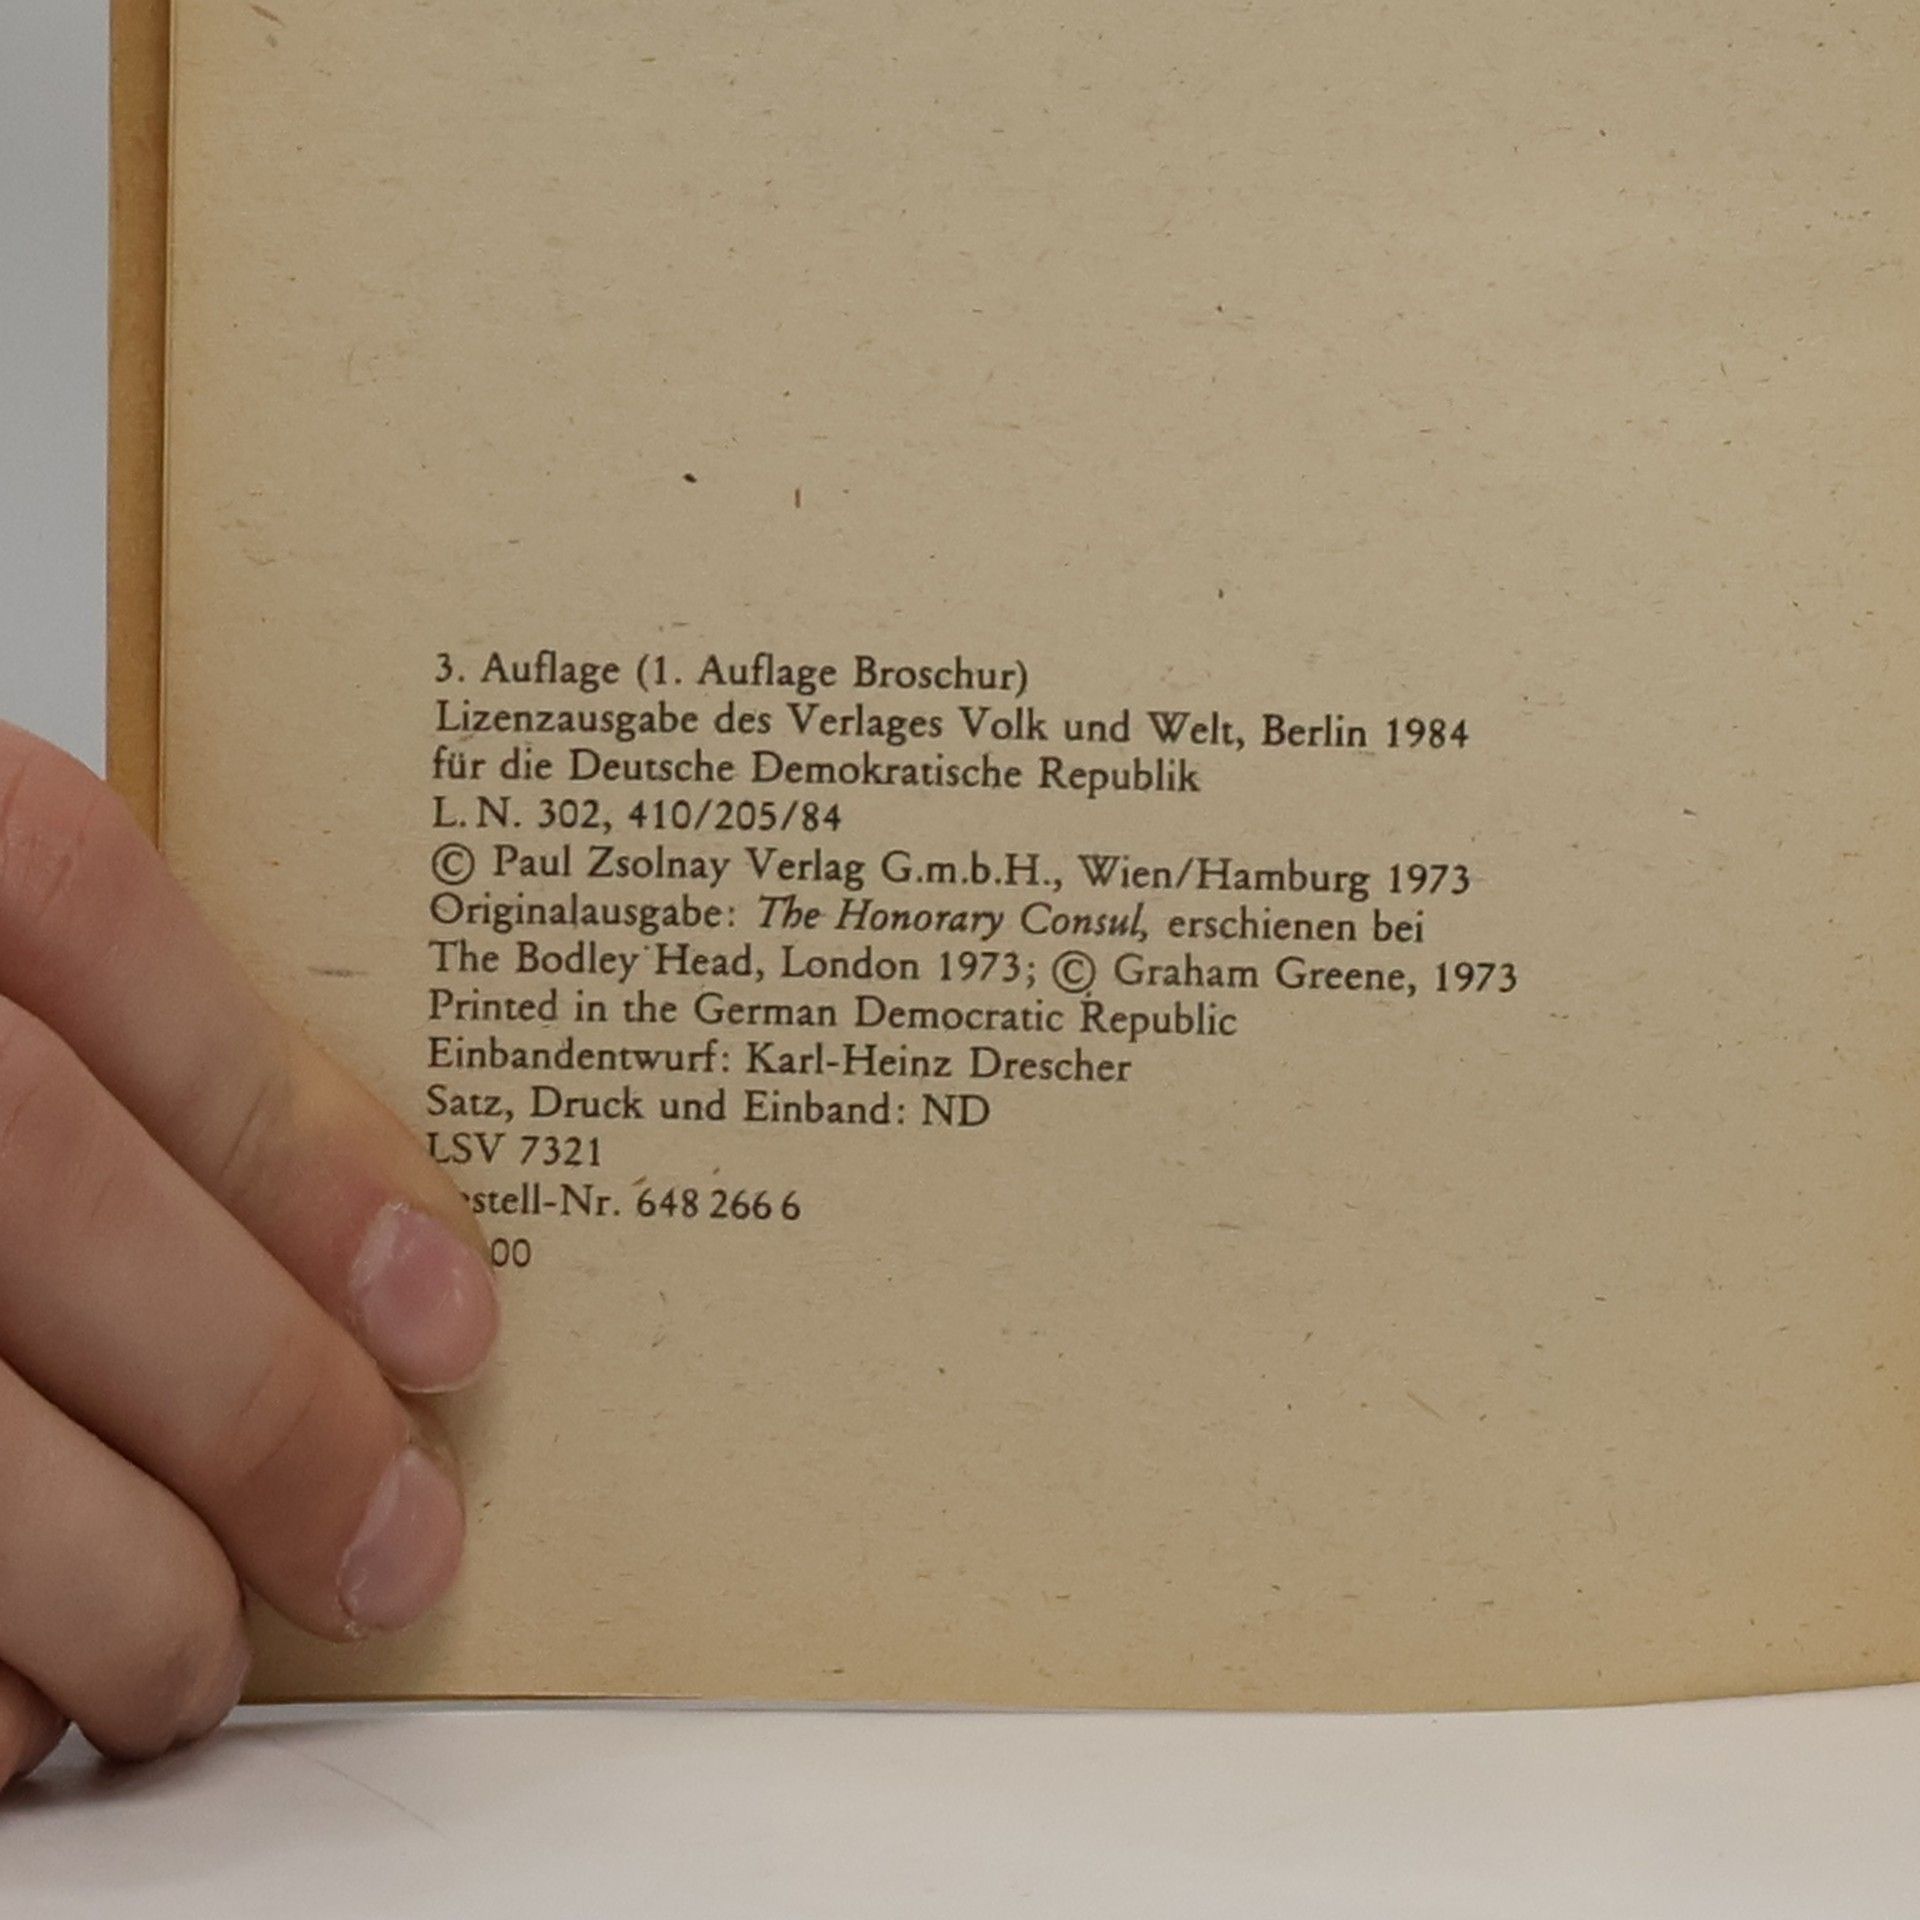 3. Auflage (1. Auflage Broschur)
Lizenzausgabe des Verlages Volk und Welt, Berlin 1984
für die Deutsche Demokratische Republik
L. N. 302, 410/205/84
© Paul Zsolnay Verlag G.m.b.H., Wien/Hamburg 1973
Originalausgabe: The Honorary Consul, erschienen bei
The Bodley Head, London 1973; © Graham Greene, 1973
Printed in the German Democratic Republic
Einbandentwurf: Karl-Heinz Drescher
Satz, Druck und Einband: ND
LSV 7321
estell-Nr. 648 266 6
00